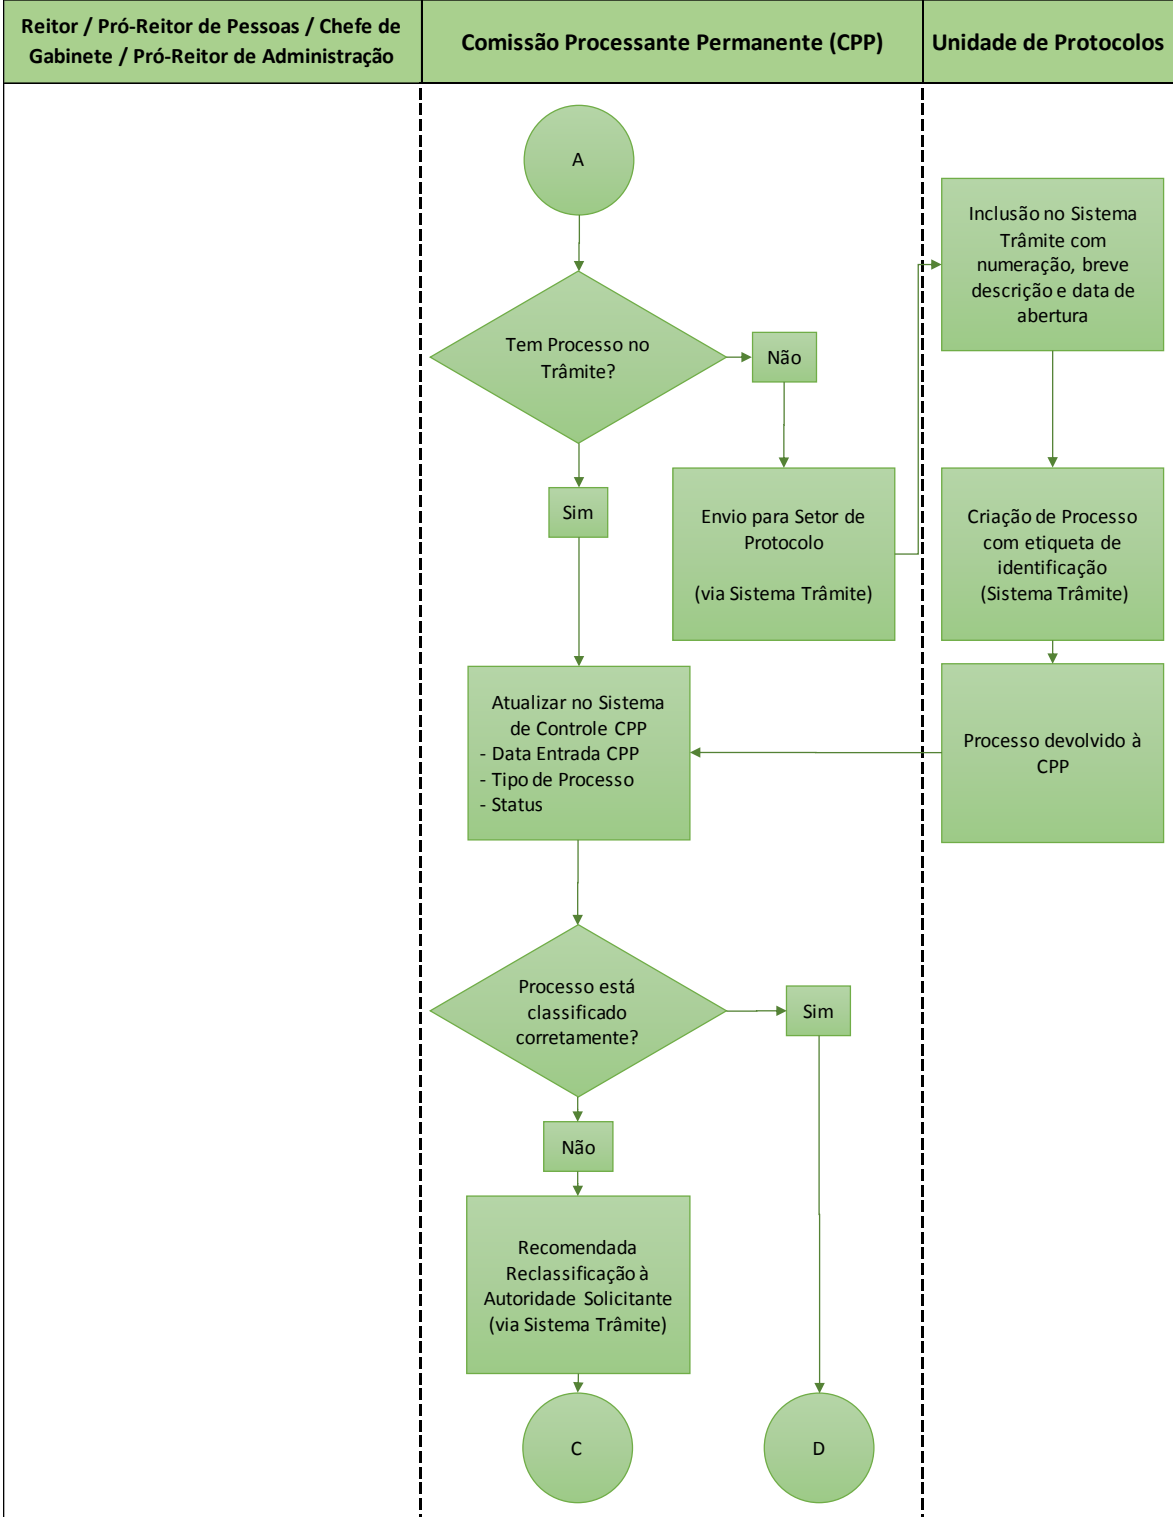 Reitor / Pró-Reitor de Pessoas / Chefe de
Gabinete / Pró-Reitor de Administração
Comissão Processante Permanente (CPP)
Unidade de Protocolos
A
Tem Processo no
Trâmite?
Não
Sim
Envio para Setor de
Protocolo
(via Sistema Trâmite)
Inclusão no Sistema
Trâmite com
numeração, breve
descrição e data de
abertura
Criação de Processo
com etiqueta de
identificação
(Sistema Trâmite)
Processo devolvido à
CPP
Atualizar no Sistema
de Controle CPP
- Data Entrada CPP
- Tipo de Processo
- Status
Processo está
classificado
corretamente?
Sim
Não
Recomendada
Reclassificação à
Autoridade Solicitante
(via Sistema Trâmite)
C
D